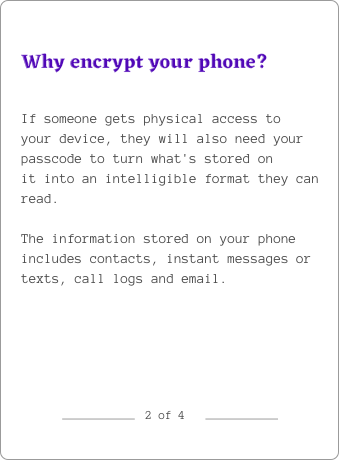 Why encrypt your phone?
If someone gets physical access to
your device, they will also need your
passcode to turn what's stored on
it into an intelligible format they can
read.
The information stored on your phone
includes contacts, instant messages or
texts, call logs and email.
2 of 4